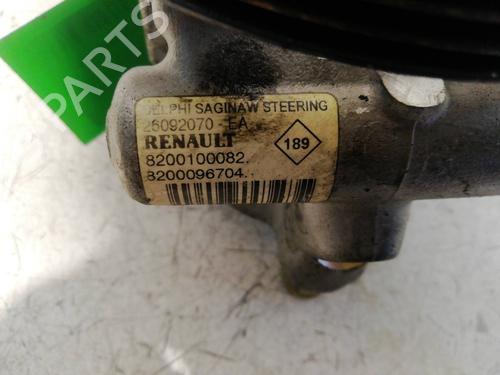 PARTS
DELPHI SAGINAW STEERING
26092070 EA
RENAULT
189
8200100082.
8200096704.